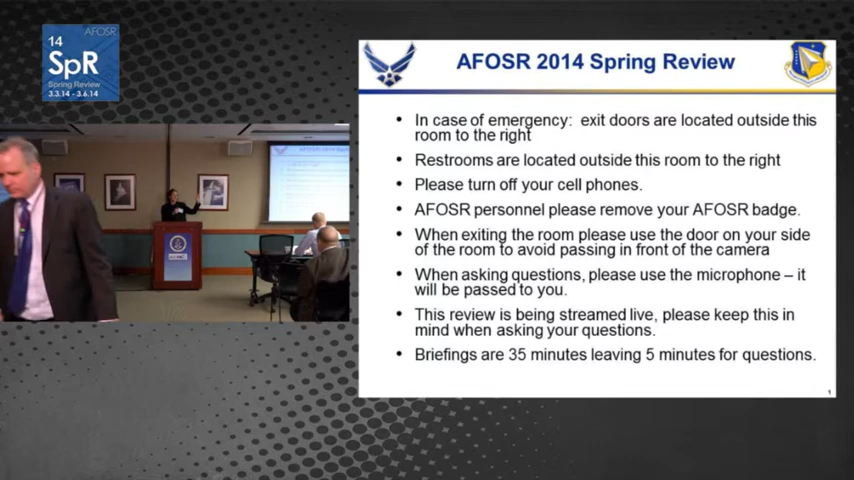 AFOSR
14
SpR
Spring Review
3.3.14 - 3.6.14
AFOSR 2014 Spring Review
• In case of emergency: exit doors are located outside this
room to the right
• Restrooms are located outside this room to the right
• Please turn off your cell phones.
• AFOSR personnel please remove your AFOSR badge.
• When exiting the room please use the door on your side
of the room to avoid passing in front of the camera
• When asking questions, please use the microphone – it
will be passed to you.
• This review is being streamed live, please keep this in
mind when asking your questions.
• Briefings are 35 minutes leaving 5 minutes for questions.
1